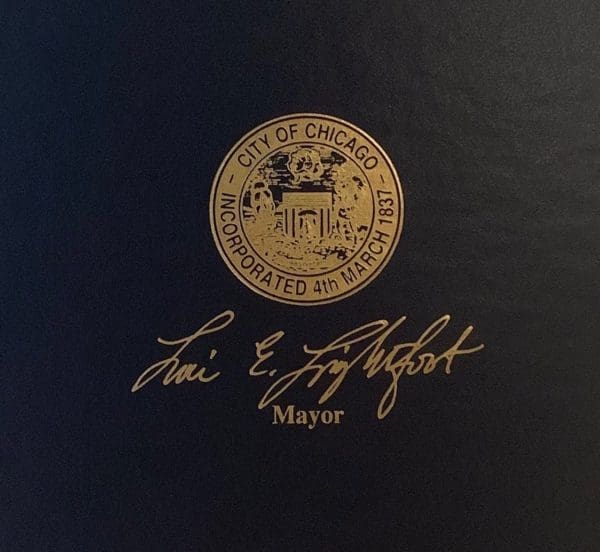 CITY OF CHICAGO
INCORPORATED 4th MARCH 1837
Lori E. Lightfoot
Mayor